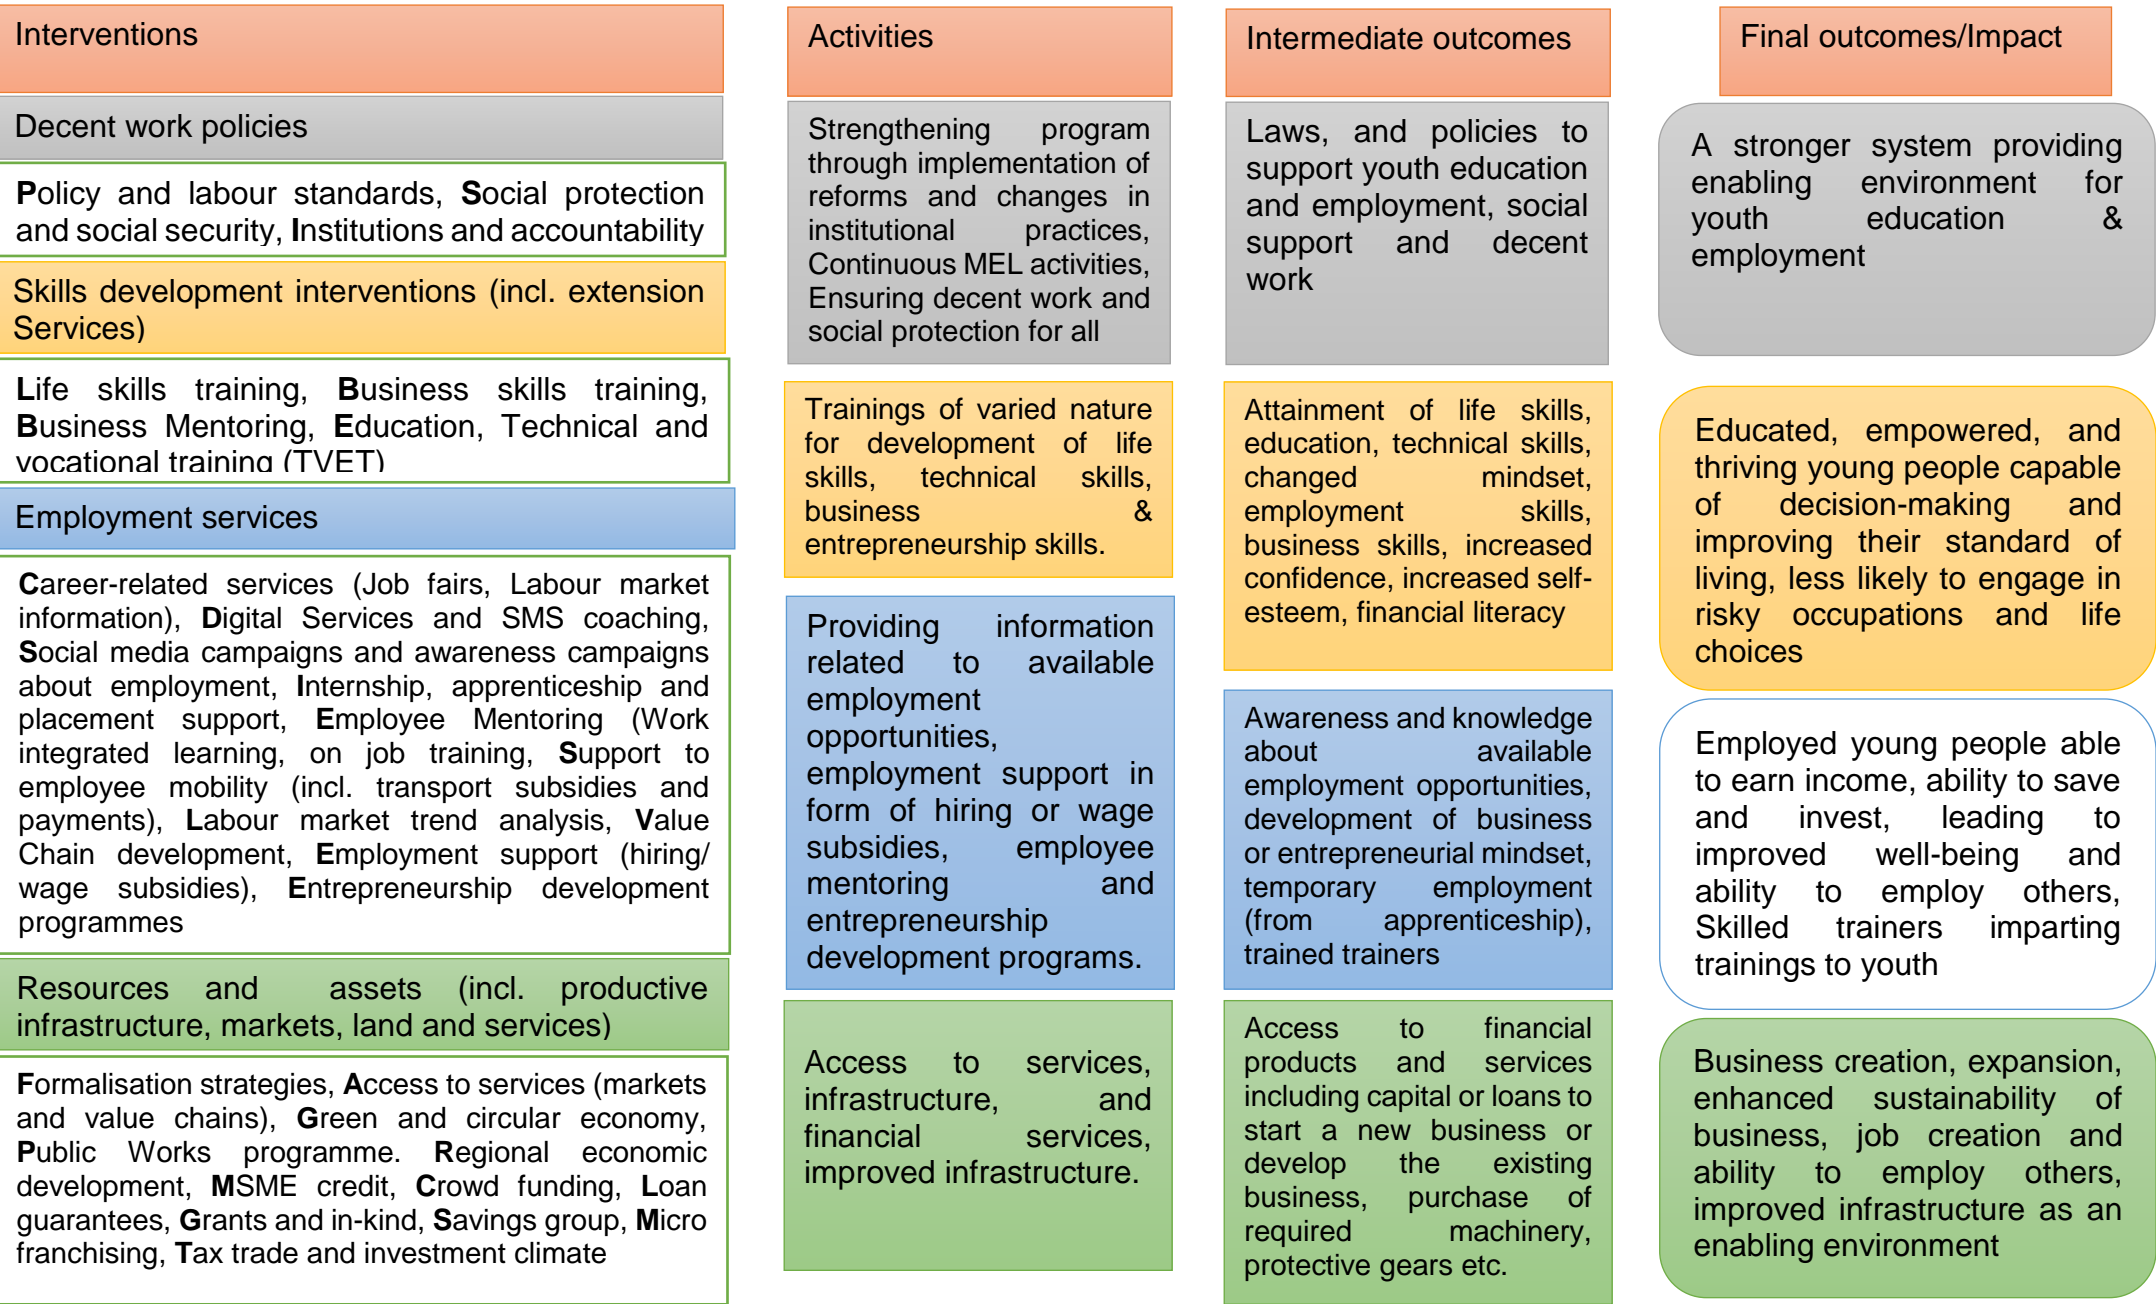 Interventions
Decent work policies
Policy and labour standards, Social protection
and social security, Institutions and accountability
Skills development interventions (incl. extension
Services)
Life skills training, Business skills training,
Business Mentoring, Education, Technical and
vocational training (TVET)
Employment services
Career-related services (Job fairs, Labour market
information), Digital Services and SMS coaching,
Social media campaigns and awareness campaigns
about employment, Internship, apprenticeship and
placement support, Employee Mentoring (Work
integrated learning, on job training, Support to
employee mobility (incl. transport subsidies and
payments), Labour market trend analysis, Value
Chain development, Employment support (hiring/
wage subsidies), Entrepreneurship development
programmes
Resources and assets (incl. productive
infrastructure, markets, land and services)
Formalisation strategies, Access to services (markets
and value chains), Green and circular economy,
Public Works programme. Regional economic
development, MSME credit, Crowd funding, Loan
guarantees, Grants and in-kind, Savings group, Micro
franchising, Tax trade and investment climate
Activities
Strengthening program
through implementation of
reforms and changes in
institutional practices,
Continuous MEL activities,
Ensuring decent work and
social protection for all
Trainings of varied nature
for development of life
skills, technical skills,
business &
entrepreneurship skills.
Providing information
related to available
employment
opportunities,
employment support in
form of hiring or wage
subsidies, employee
mentoring and
entrepreneurship
development programs.
Access to services,
infrastructure, and
financial services,
improved infrastructure.
Intermediate outcomes
Laws, and policies to
support youth education
and employment, social
support and decent
work
Attainment of life skills,
education, technical skills,
changed mindset,
employment skills,
business skills, increased
confidence, increased self-
esteem, financial literacy
Awareness and knowledge
about available
employment opportunities,
development of business
or entrepreneurial mindset,
temporary employment
(from apprenticeship),
trained trainers
Access to financial
products and services
including capital or loans to
start a new business or
develop the existing
business, purchase of
required machinery,
protective gears etc.
Final outcomes/Impact
A stronger system providing
enabling environment for
youth education &
employment
Educated, empowered, and
thriving young people capable
of decision-making and
improving their standard of
living, less likely to engage in
risky occupations and life
choices
Employed young people able
to earn income, ability to save
and invest, leading to
improved well-being and
ability to employ others,
Skilled trainers imparting
trainings to youth
Business creation, expansion,
enhanced sustainability of
business, job creation and
ability to employ others,
improved infrastructure as an
enabling environment